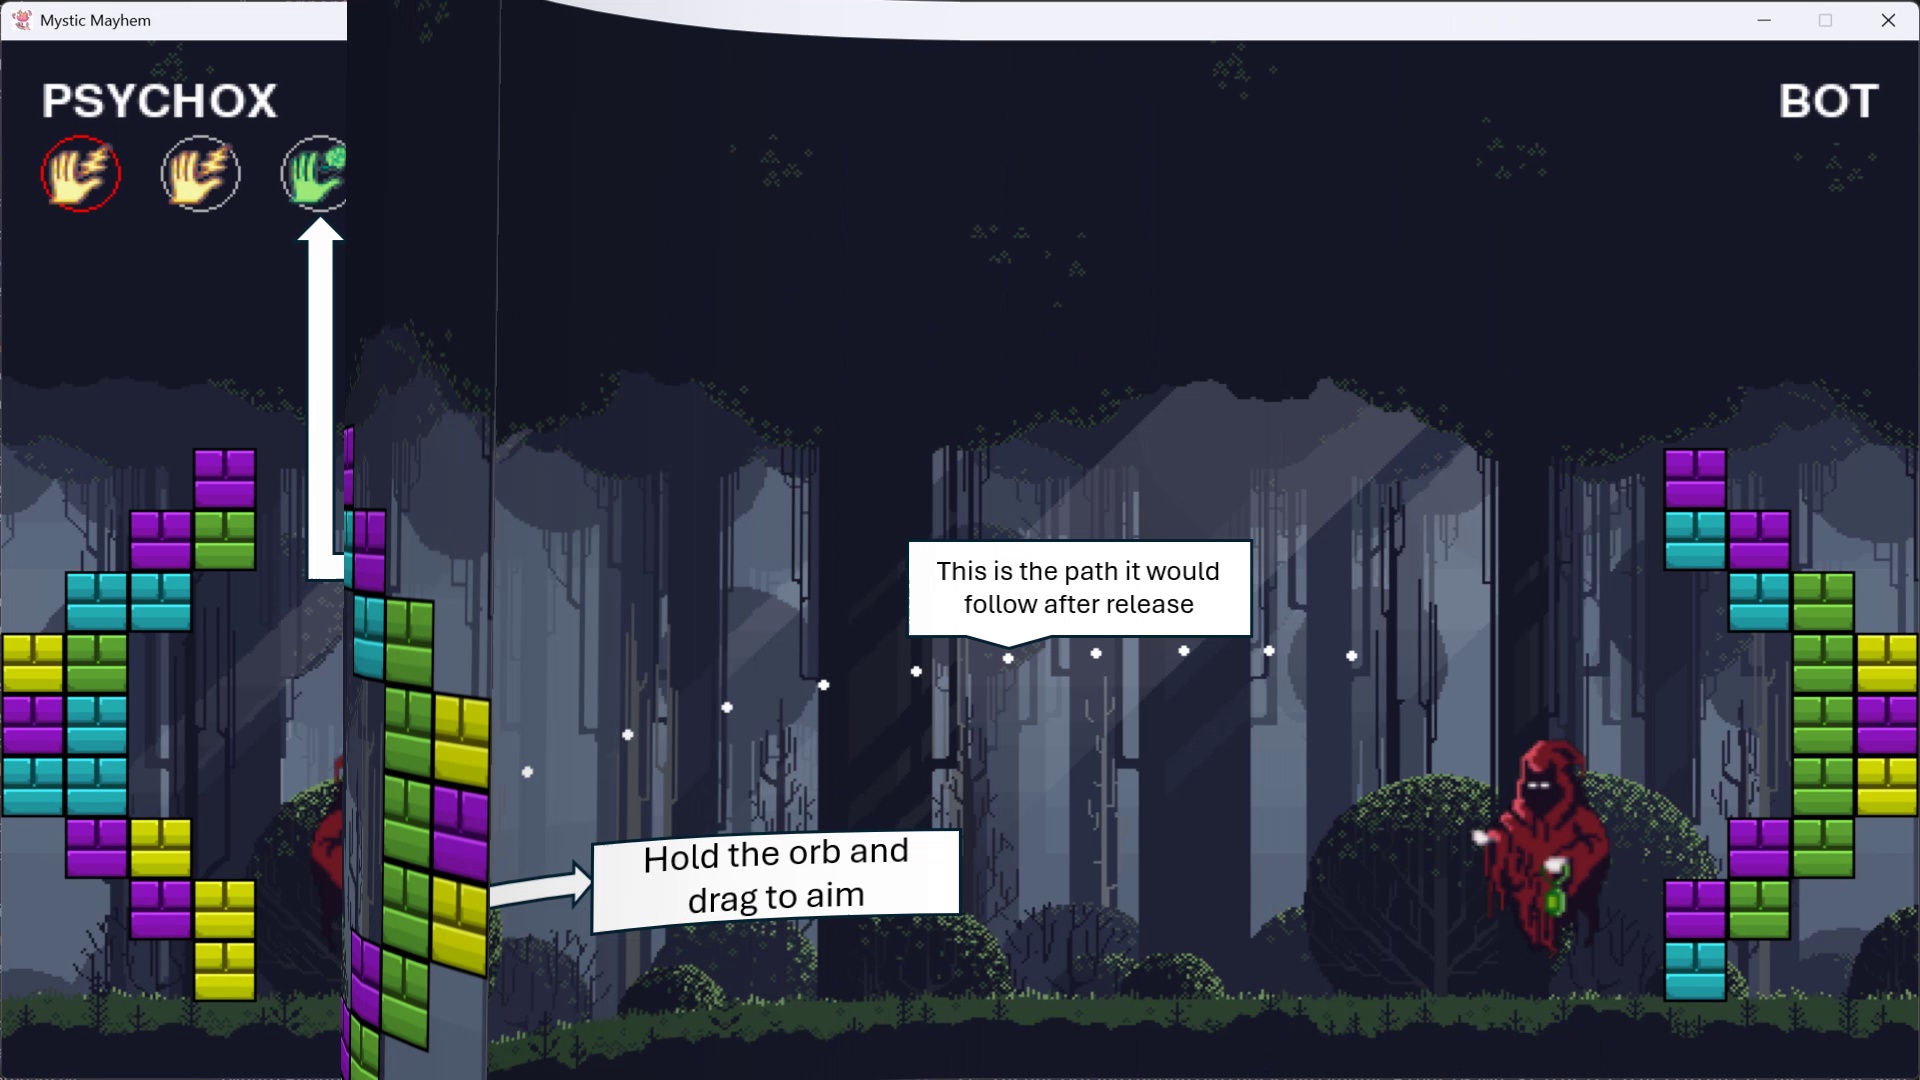 Mystic Mayhem
PSYCHOX
BOT
This is the path it would
follow after release
Hold the orb and
drag to aim